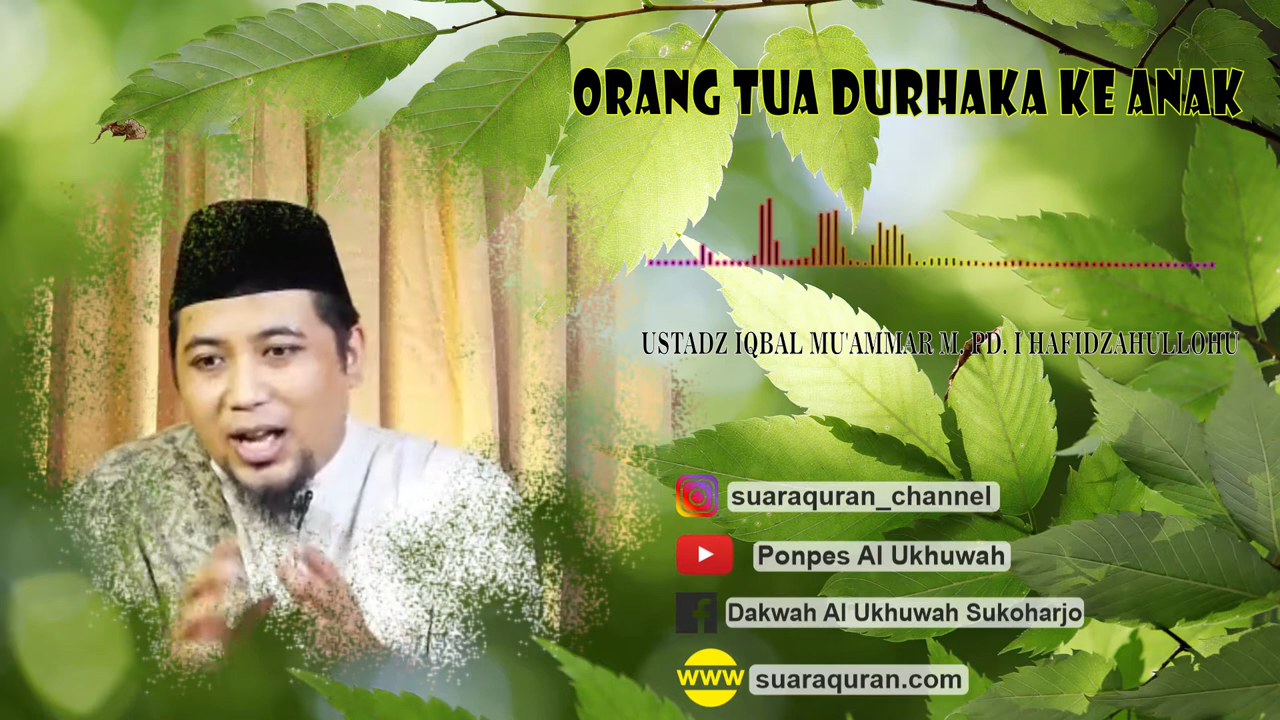 ORANG TUA DURHAKA KE ANAK
USTADZ IQBAL MU'AMMAR M. PD. I HAFIDZAHULLOHU
suaraquran_channel
Ponpes Al Ukhuwah
Dakwah Al Ukhuwah Sukoharjo
WWW suaraquran.com